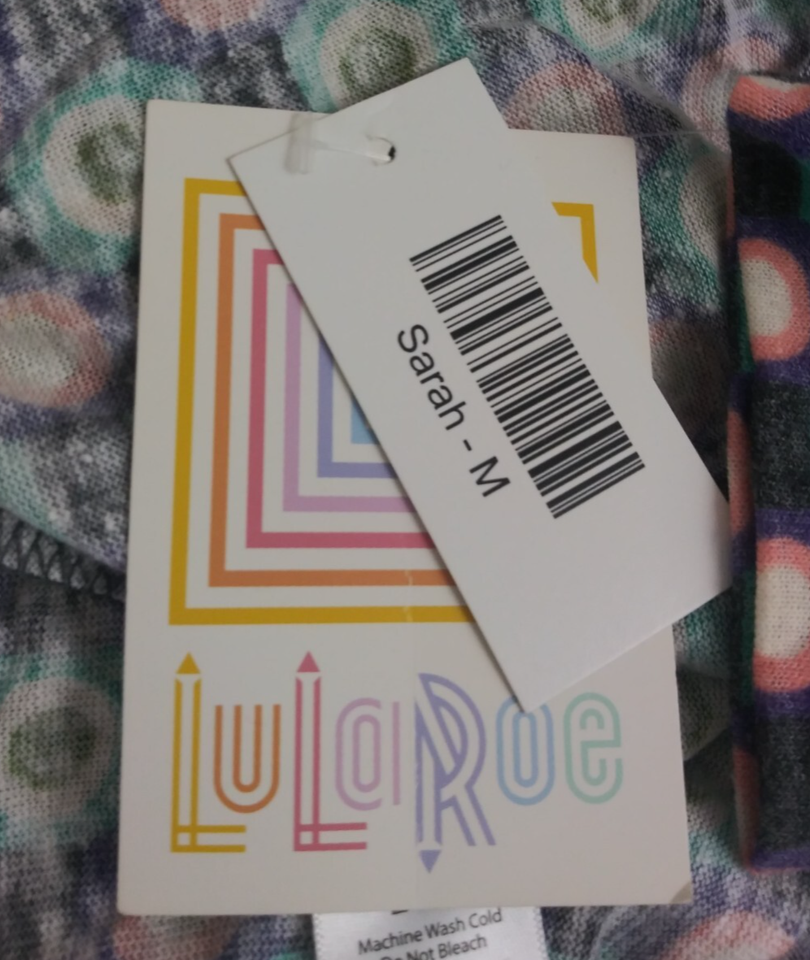 Sarah - M
LuLaRoe
Machine Wash Cold
Do Not Bleach